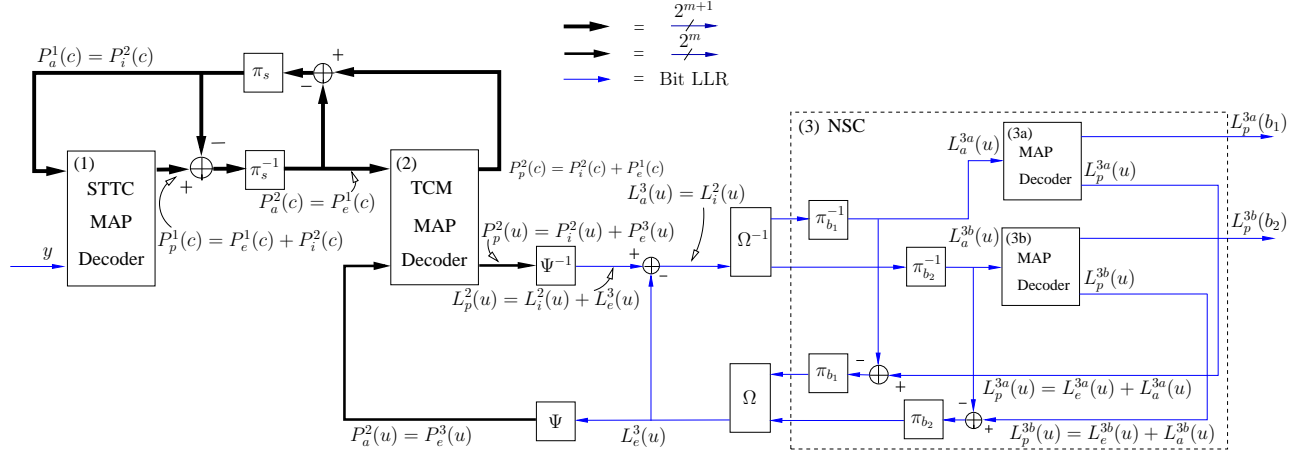 = 2^{m+1}
= 2^m
= Bit LLR
P_a^1(c) = P_i^2(c)
π_s
+
−
−
+
π_s^{-1}
(1)
STTC
MAP
Decoder
y
P_p^1(c) = P_e^1(c) + P_i^2(c)
P_a^2(c) = P_e^1(c)
(2)
TCM
MAP
Decoder
P_p^2(c) = P_i^2(c) + P_e^1(c)
P_p^2(u) = P_i^2(u) + P_e^3(u)
Ψ^{-1}
L_p^2(u) = L_i^2(u) + L_e^3(u)
+
−
L_a^3(u) = L_i^2(u)
Ω^{-1}
(3) NSC
π_{b_1}^{-1}
π_{b_2}^{-1}
L_a^{3a}(u)
(3a)
MAP
Decoder
L_p^{3a}(b_1)
L_p^{3a}(u)
L_a^{3b}(u)
(3b)
MAP
Decoder
L_p^{3b}(b_2)
L_p^{3b}(u)
π_{b_1}
−
+
L_p^{3a}(u) = L_e^{3a}(u) + L_a^{3a}(u)
π_{b_2}
−
+
L_p^{3b}(u) = L_e^{3b}(u) + L_a^{3b}(u)
Ω
L_e^3(u)
Ψ
P_a^2(u) = P_e^3(u)